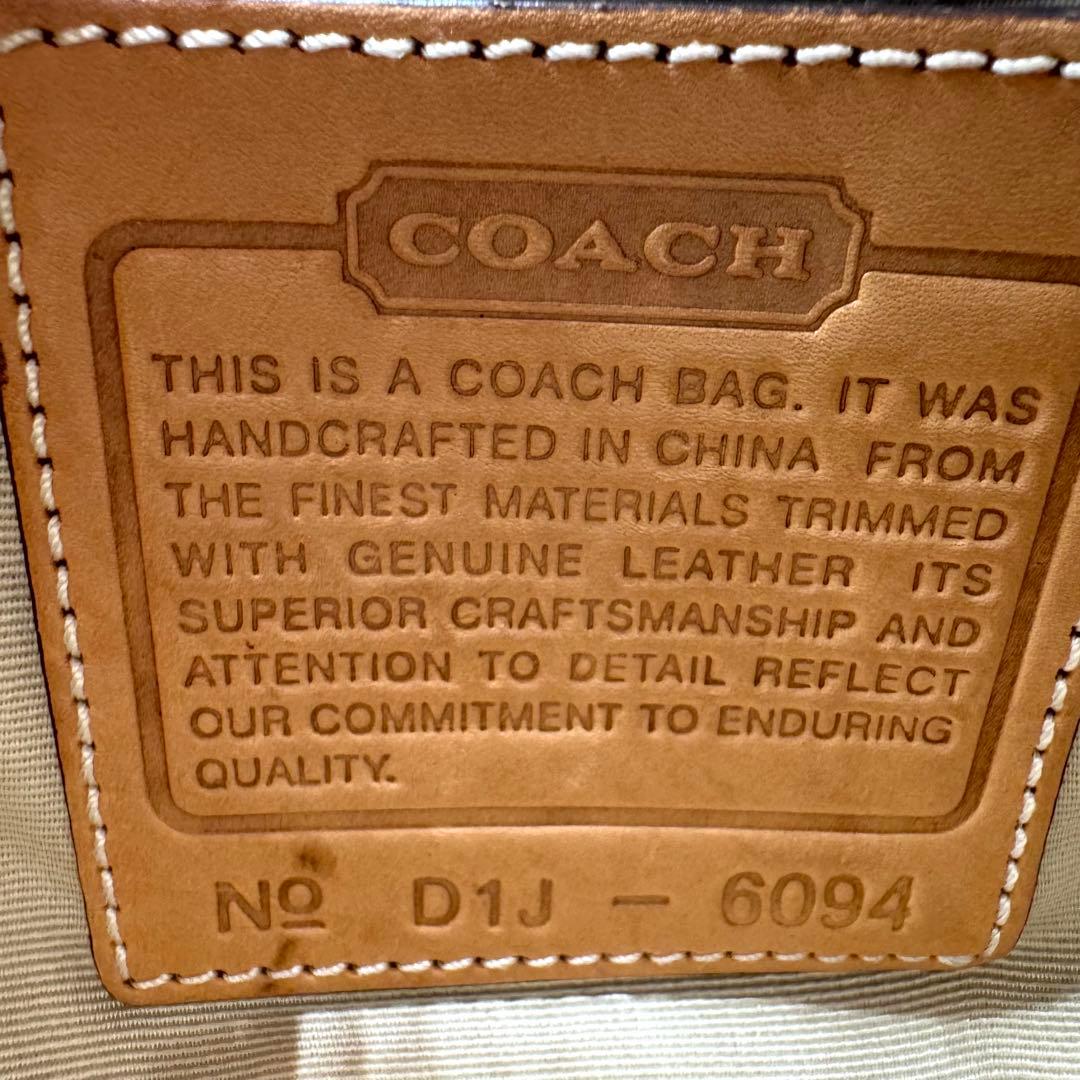 COACH
THIS IS A COACH BAG. IT WAS
HANDCRAFTED IN CHINA FROM
THE FINEST MATERIALS TRIMMED
WITH GENUINE LEATHER ITS
SUPERIOR CRAFTSMANSHIP AND
ATTENTION TO DETAIL REFLECT
OUR COMMITMENT TO ENDURING
QUALITY.
Nº D1J – 6094